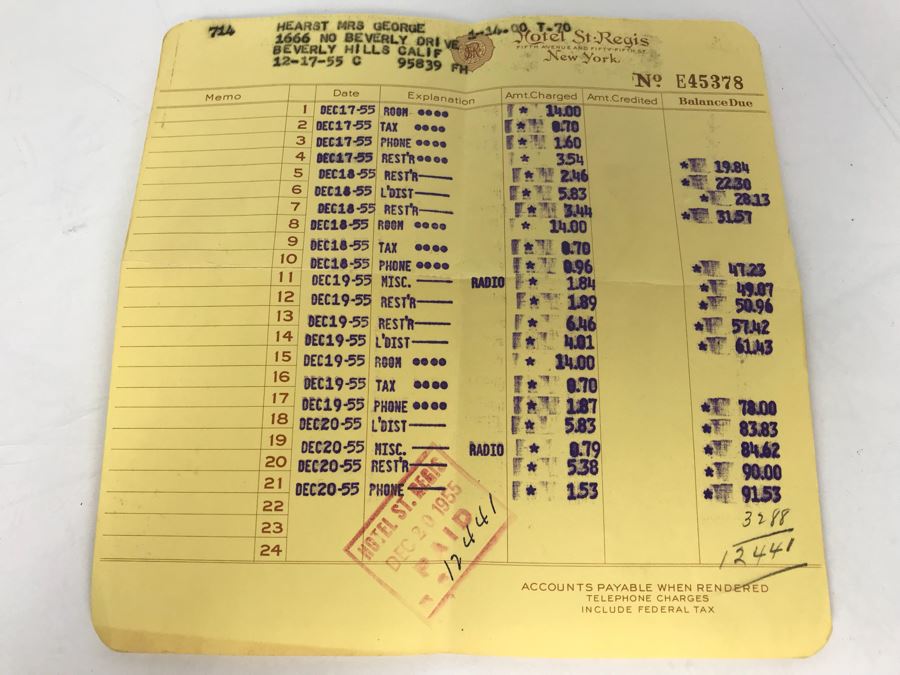 714
HEARST MRS GEORGE 1-14.00 T-.70
1666 NO BEVERLY DRIVE
BEVERLY HILLS CALIF
12-17-55 C 95839 FH
Hotel St-Regis
FIFTH AVENUE AND FIFTY-FIFTH ST.
New York
No. E45378
Memo Date Explanation Amt.Charged Amt.Credited Balance Due
1 DEC17-55 ROOM •••• * 14.00
2 DEC17-55 TAX •••• * 0.70
3 DEC17-55 PHONE •••• * 1.60
4 DEC17-55 REST'R •••• * 3.54 * 19.84
5 DEC18-55 REST'R — * 2.46 * 22.30
6 DEC18-55 L'DIST — * 5.83 * 28.13
7 DEC18-55 REST'R — * 3.44 * 31.57
8 DEC18-55 ROOM •••• * 14.00
9 DEC18-55 TAX •••• * 0.70
10 DEC18-55 PHONE •••• * 0.96 * 47.23
11 DEC19-55 MISC. — RADIO * 1.84 * 49.07
12 DEC19-55 REST'R — * 1.89 * 50.96
13 DEC19-55 REST'R — * 6.46 * 57.42
14 DEC19-55 L'DIST — * 4.01 * 61.43
15 DEC19-55 ROOM •••• * 14.00
16 DEC19-55 TAX •••• * 0.70
17 DEC19-55 PHONE •••• * 1.87 * 78.00
18 DEC20-55 L'DIST — * 5.83 * 83.83
19 DEC20-55 MISC. — RADIO * 0.79 * 84.62
20 DEC20-55 REST'R — * 5.38 * 90.00
21 DEC20-55 PHONE — * 1.53 * 91.53
22 3288
23
24 12441
HOTEL ST. REGIS
DEC 20 1955
PAID
12441
ACCOUNTS PAYABLE WHEN RENDERED
TELEPHONE CHARGES
INCLUDE FEDERAL TAX